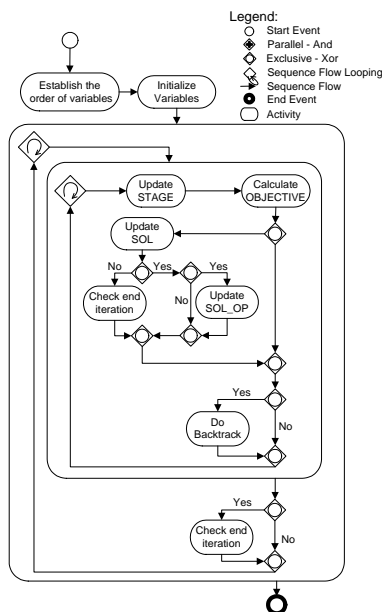 Legend:
Start Event
Parallel - And
Exclusive - Xor
Sequence Flow Looping
Sequence Flow
End Event
Activity
Establish the
order of variables
Initialize
Variables
Update
STAGE
Calculate
OBJECTIVE
Update
SOL
No
Yes
Yes
No
Check end
iteration
Update
SOL_OP
Yes
No
Do
Backtrack
Yes
No
Check end
iteration